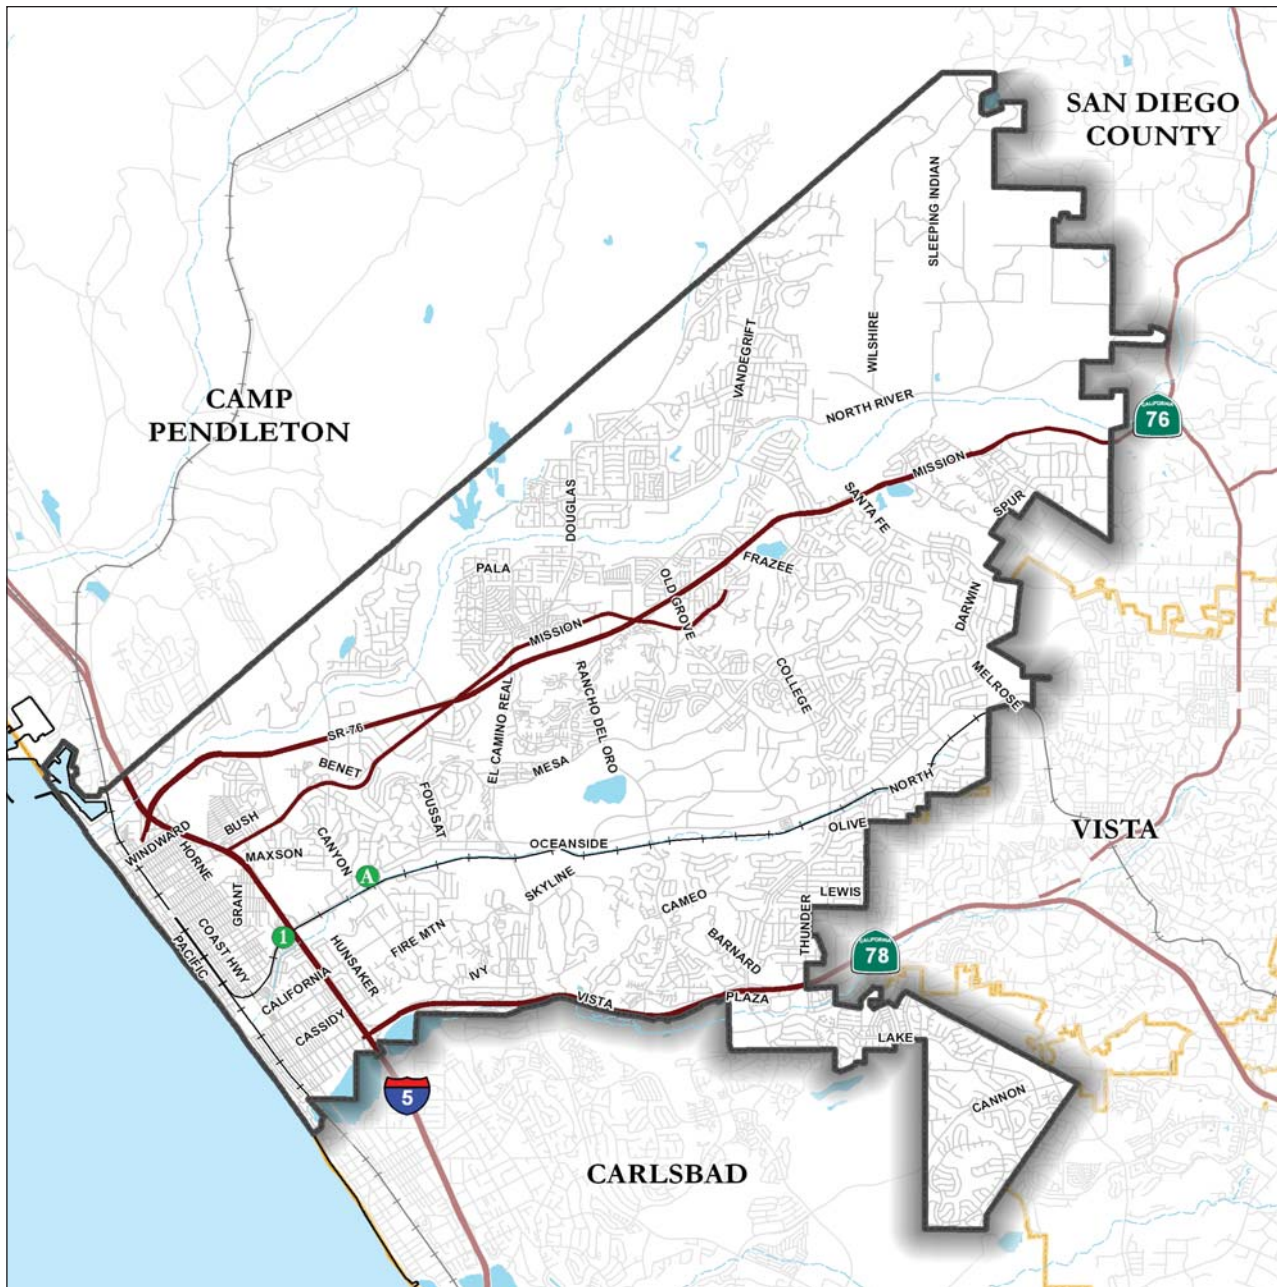 SAN DIEGO
COUNTY
SLEEPING INDIAN
WILSHIRE
VANDEGRIFT
CAMP
PENDLETON
NORTH RIVER
CALIFORNIA
76
MISSION
SANTA FE
SPUR
DOUGLAS
FRAZEE
PALA
OLD GROVE
DARWIN
MISSION
COLLEGE
MELROSE
RANCHO DEL ORO
EL CAMINO REAL
SR-76
BENET
MESA
FOUSSAT
NORTH
BUSH
WINDWARD
HORNE
MAXSON
CANYON
OCEANSIDE
OLIVE
VISTA
A
SKYLINE
LEWIS
CAMEO
GRANT
THUNDER
1
COAST HWY
PACIFIC
HUNSAKER
FIRE MTN
BARNARD
CALIFORNIA
78
IVY
CALIFORNIA
CASSIDY
VISTA
PLAZA
LAKE
5
CANNON
CARLSBAD